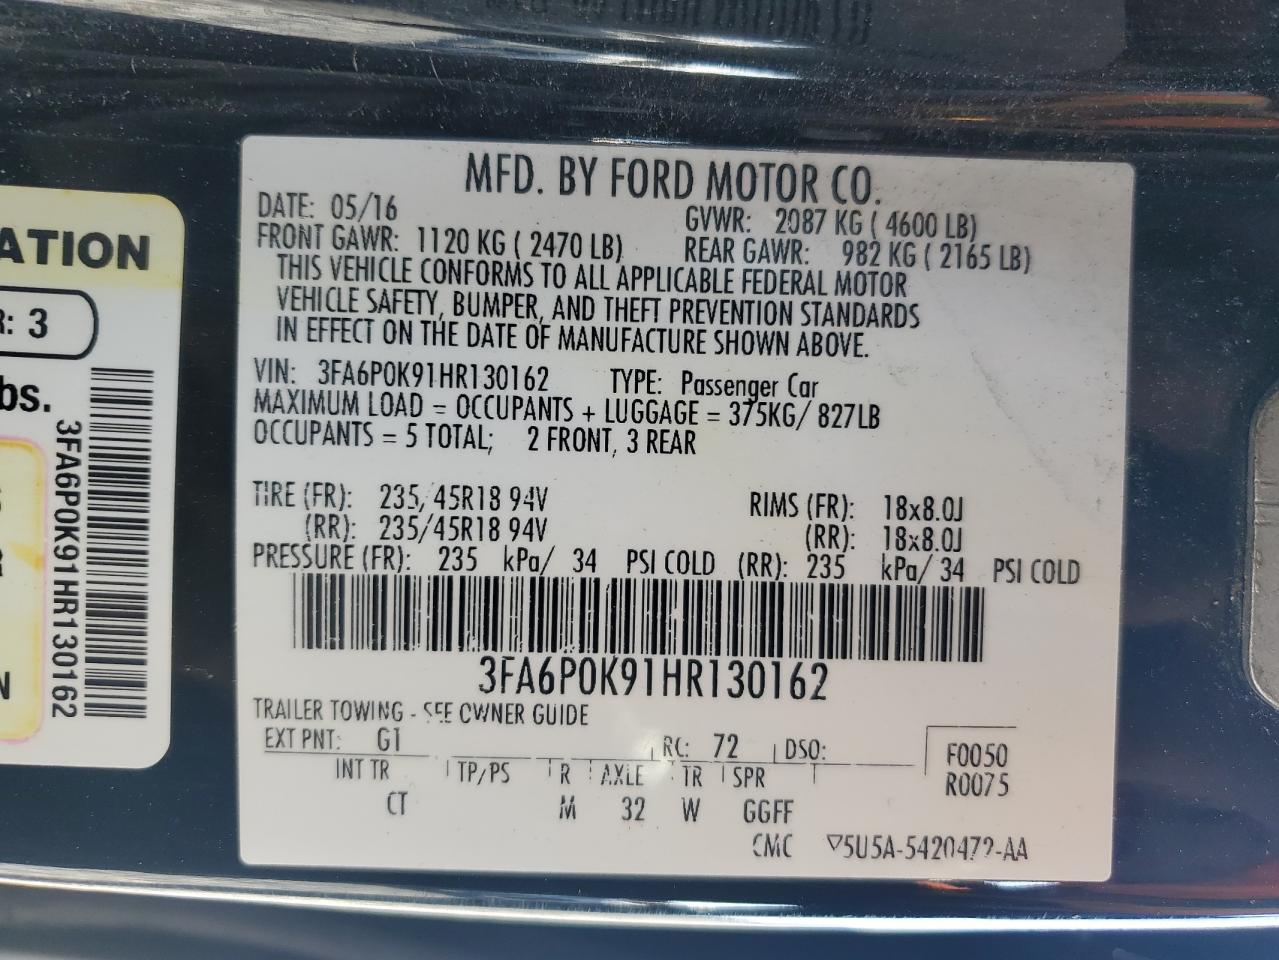 MFD. BY FORD MOTOR CO.
DATE: 05/16 GVWR: 2087 KG ( 4600 LB)
FRONT GAWR: 1120 KG ( 2470 LB) REAR GAWR: 982 KG ( 2165 LB)
THIS VEHICLE CONFORMS TO ALL APPLICABLE FEDERAL MOTOR
VEHICLE SAFETY, BUMPER, AND THEFT PREVENTION STANDARDS
IN EFFECT ON THE DATE OF MANUFACTURE SHOWN ABOVE.
VIN: 3FA6P0K91HR130162 TYPE: Passenger Car
MAXIMUM LOAD = OCCUPANTS + LUGGAGE = 375KG/ 827LB
OCCUPANTS = 5 TOTAL; 2 FRONT, 3 REAR
TIRE (FR): 235/45R18 94V RIMS (FR): 18x8.0J
(RR): 235/45R18 94V (RR): 18x8.0J
PRESSURE (FR): 235 kPa/ 34 PSI COLD (RR): 235 kPa/ 34 PSI COLD
3FA6P0K91HR130162
TRAILER TOWING - SEE OWNER GUIDE
EXT PNT: G1 RC: 72 DSO: F0050
INT TR TP/PS R AXLE TR SPR R0075
CT M 32 W GGFF
CMC ▽5U5A-5420472-AA
ATION
R: 3
bs.
3FA6P0K91HR130162
S
R
N